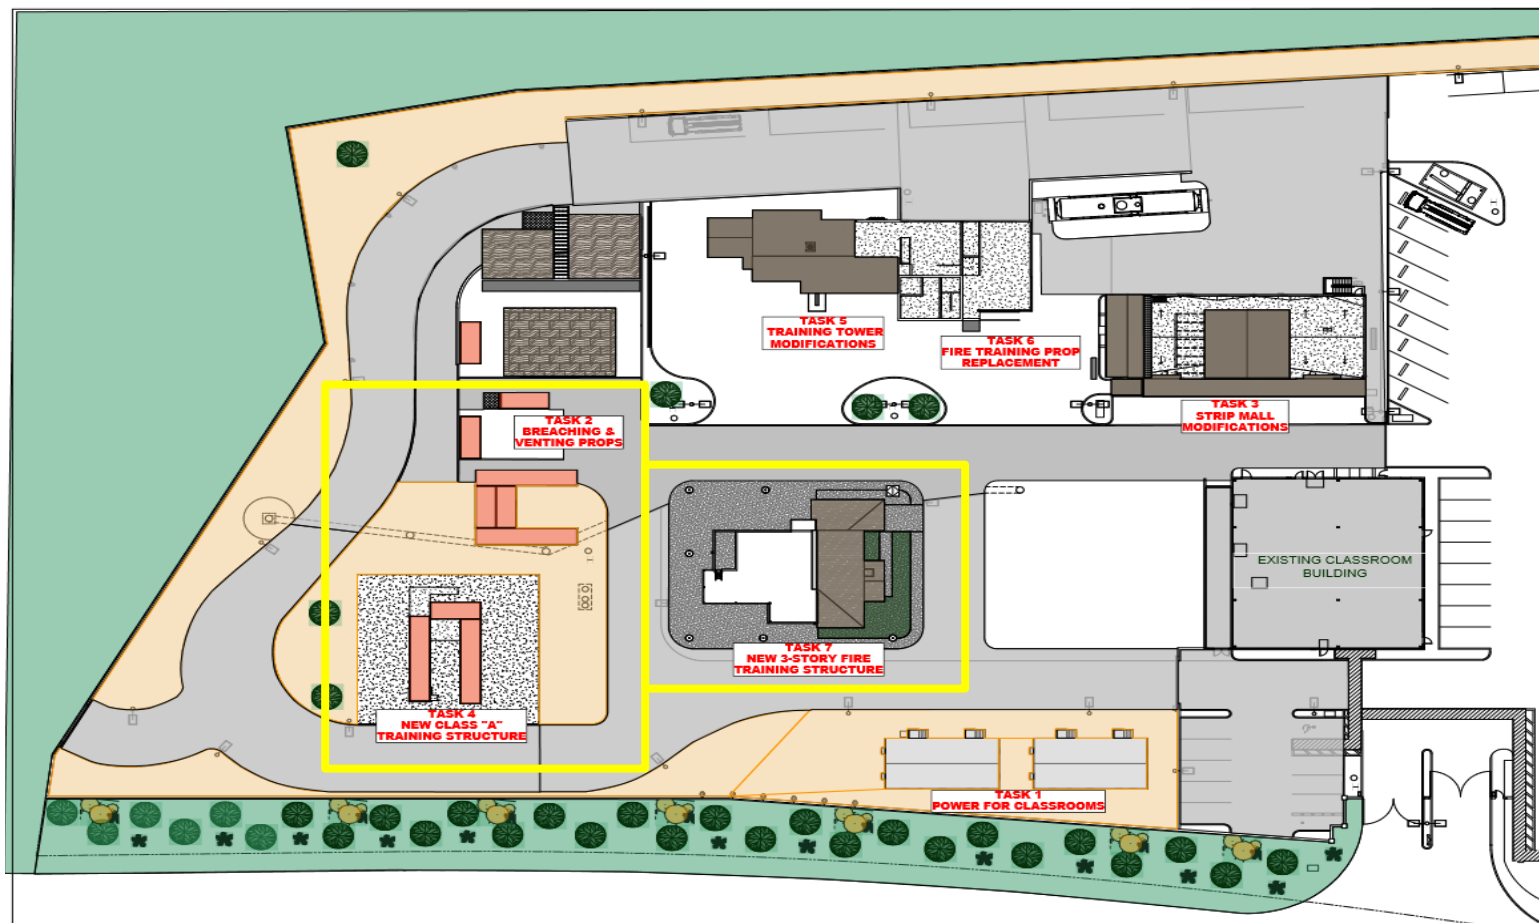 TASK 5
TRAINING TOWER
MODIFICATIONS
TASK 6
FIRE TRAINING PROP
REPLACEMENT
TASK 3
STRIP MALL
MODIFICATIONS
TASK 2
BREACHING &
VENTING PROPS
EXISTING CLASSROOM
BUILDING
TASK 7
NEW 3-STORY FIRE
TRAINING STRUCTURE
TASK 4
NEW CLASS "A"
TRAINING STRUCTURE
TASK 1
POWER FOR CLASSROOMS